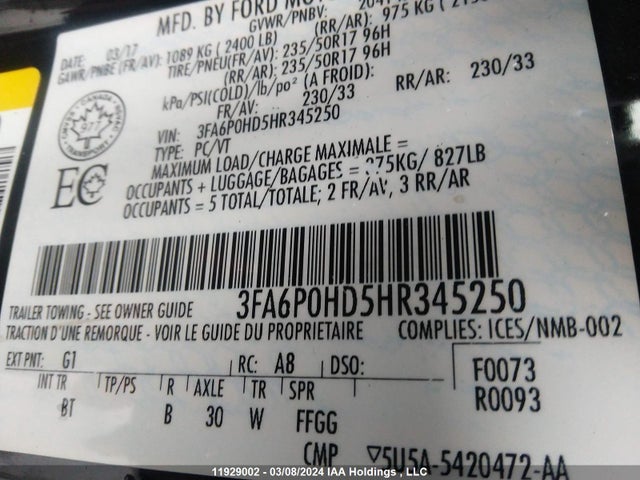 MFD. BY FORD MOTO
DATE: 03/17 GVWR/PNBV:
GAWR/PNBE (FR/AV): 1089 KG (2400 LB) (RR/AR): 975 KG
TIRE/PNEU(FR/AV): 235/50R17 96H
(RR/AR): 235/50R17 96H
kPa/PSI(COLD)/lb/po² (A FROID):
FR/AV: 230/33 RR/AR: 230/33
VIN: 3FA6P0HD5HR345250
TYPE: PC/VT
MAXIMUM LOAD/CHARGE MAXIMALE =
OCCUPANTS + LUGGAGE/BAGAGES = 375KG/ 827LB
OCCUPANTS = 5 TOTAL/TOTALE; 2 FR/AV, 3 RR/AR
CANADA
977
TRANSPORT
EC
3FA6P0HD5HR345250
TRAILER TOWING - SEE OWNER GUIDE
TRACTION D'UNE REMORQUE - VOIR LE GUIDE DU PROPRIETAIRE
COMPLIES: ICES/NMB-002
EXT PNT: G1 RC: A8 DSO: F0073
INT TR TP/PS R AXLE TR SPR R0093
BT B 30 W FFGG
CMP ▽5U5A-5420472-AA
11929002 - 03/08/2024 IAA Holdings , LLC